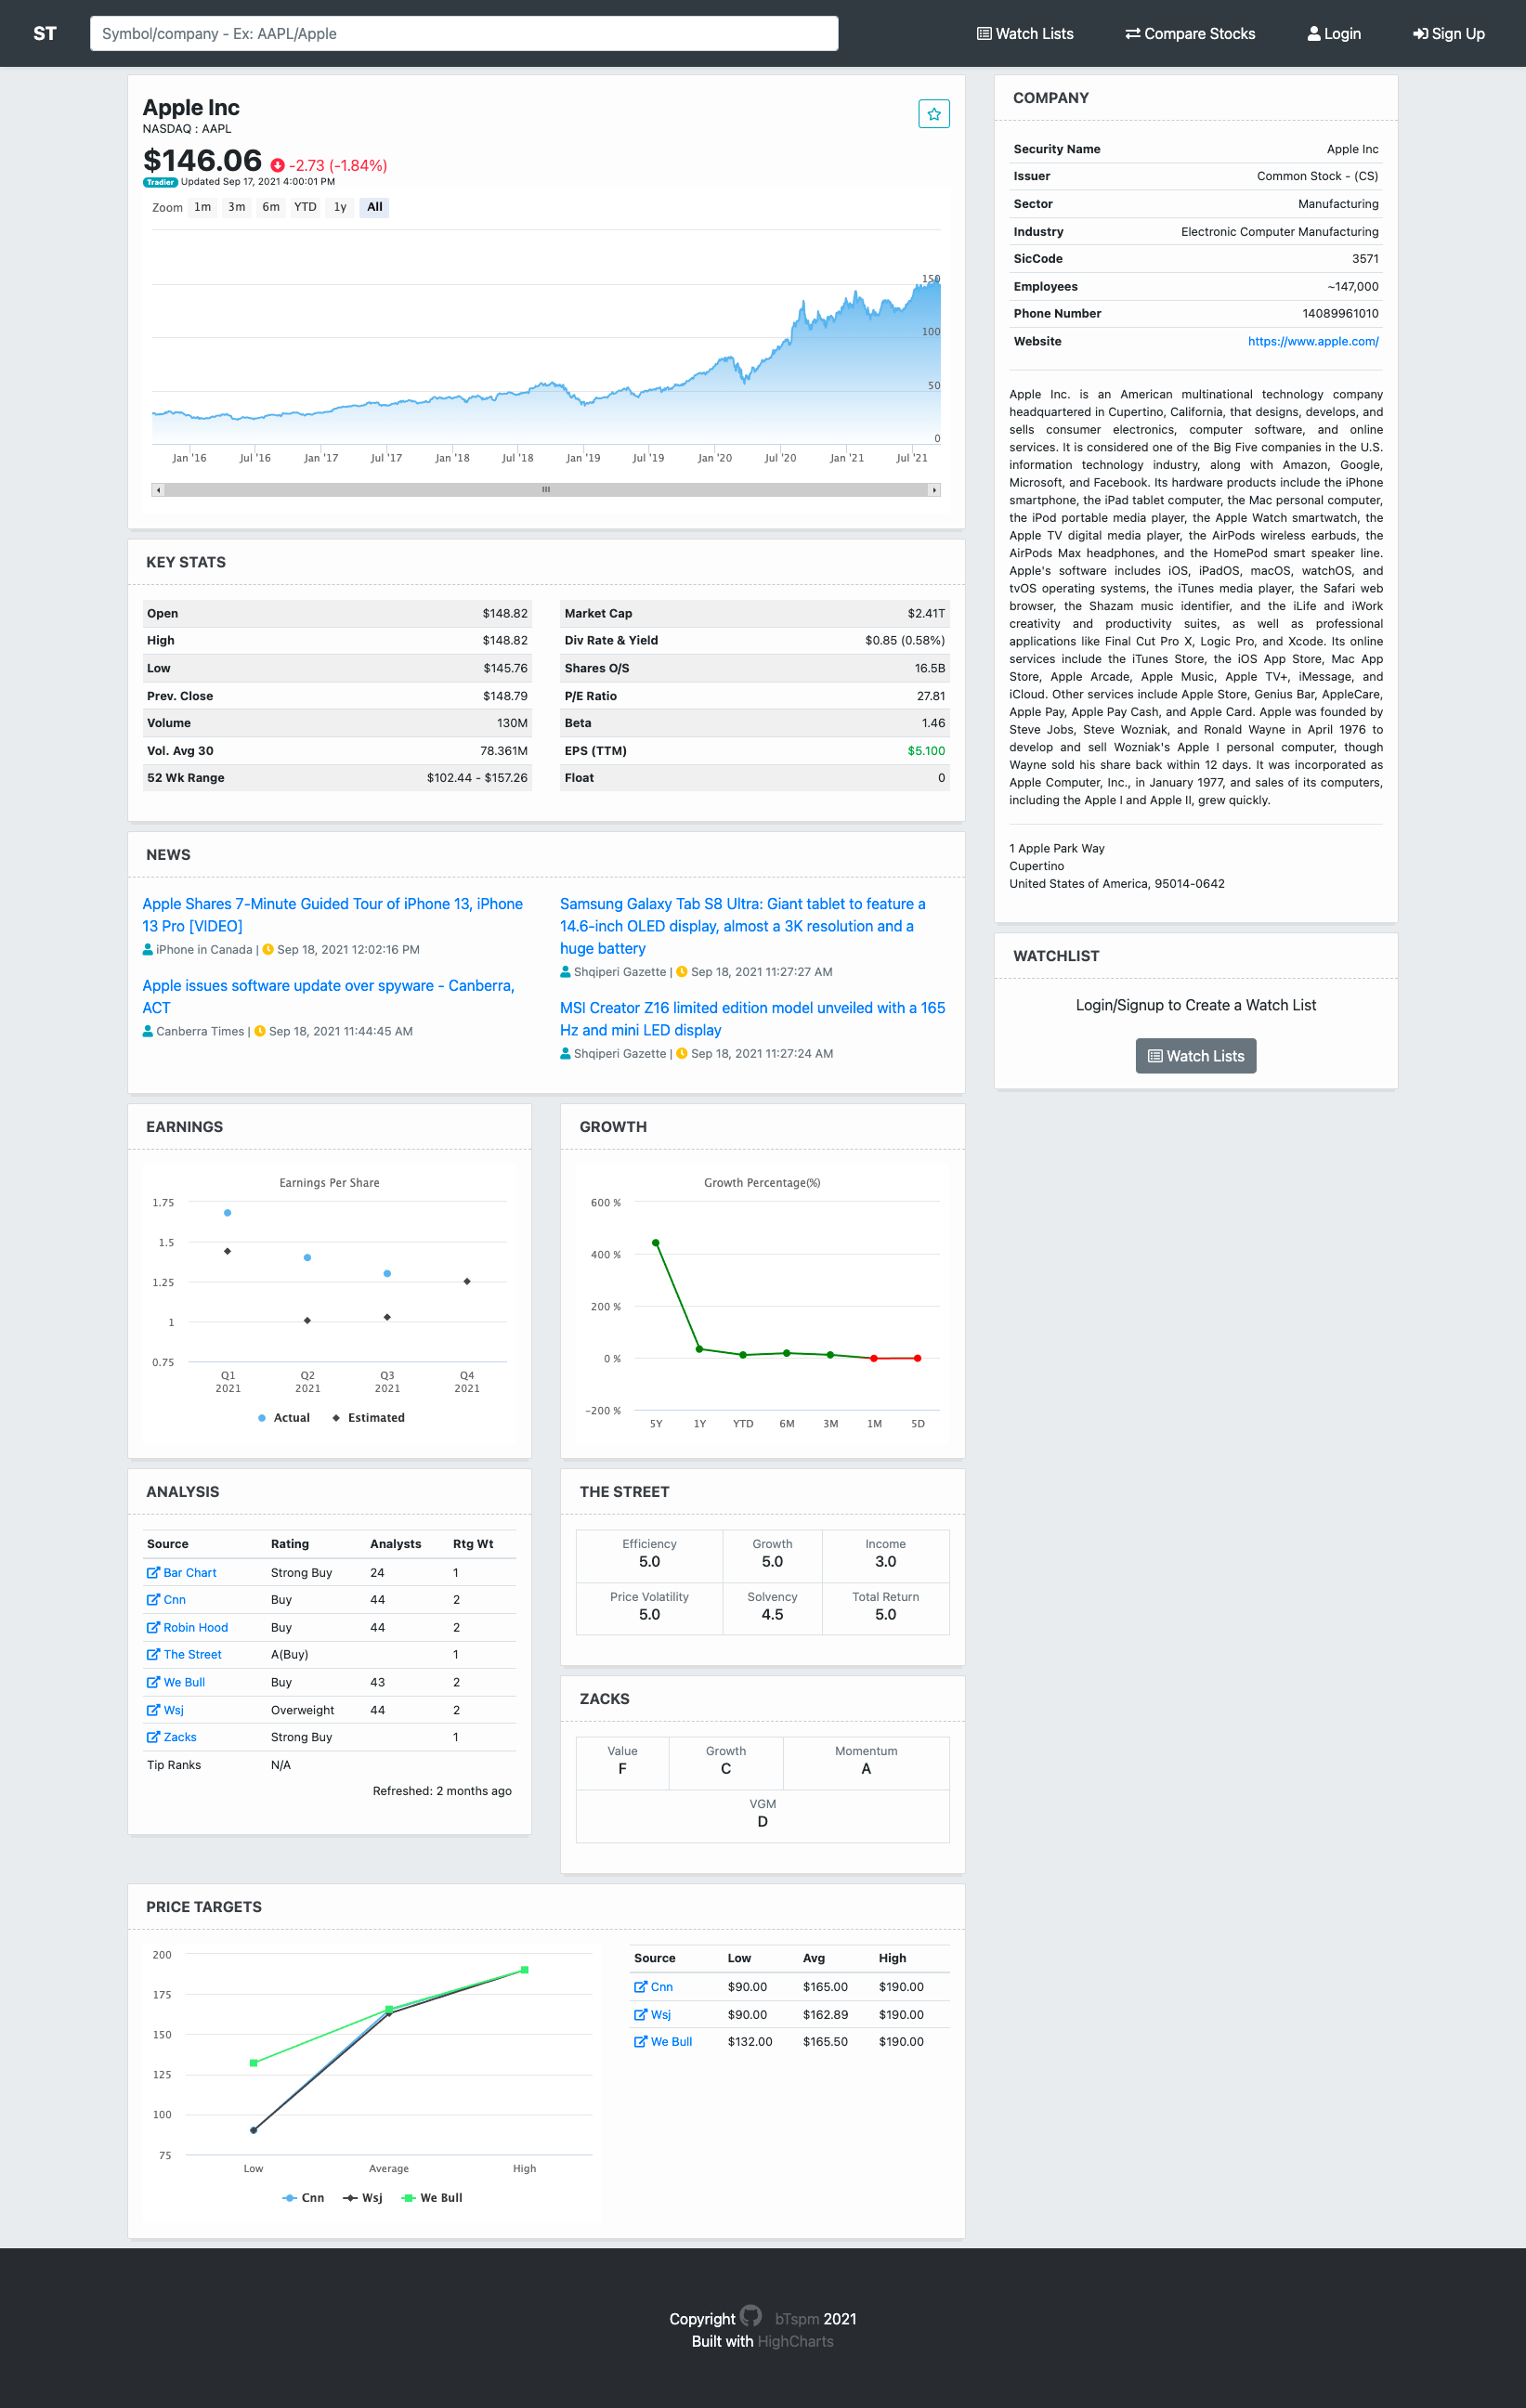 ST
Symbol/company - Ex: AAPL/Apple
Watch Lists
Compare Stocks
Login
Sign Up
Apple Inc
NASDAQ : AAPL
$146.06 -2.73 (-1.84%)
Tradier Updated Sep 17, 2021 4:00:01 PM
Zoom 1m 3m 6m YTD 1y All
150
100
50
0
Jan '16 Jul '16 Jan '17 Jul '17 Jan '18 Jul '18 Jan '19 Jul '19 Jan '20 Jul '20 Jan '21 Jul '21
KEY STATS
Open $148.82
High $148.82
Low $145.76
Prev. Close $148.79
Volume 130M
Vol. Avg 30 78.361M
52 Wk Range $102.44 - $157.26
Market Cap $2.41T
Div Rate & Yield $0.85 (0.58%)
Shares O/S 16.5B
P/E Ratio 27.81
Beta 1.46
EPS (TTM) $5.100
Float 0
NEWS
Apple Shares 7-Minute Guided Tour of iPhone 13, iPhone
13 Pro [VIDEO]
iPhone in Canada | Sep 18, 2021 12:02:16 PM
Apple issues software update over spyware - Canberra,
ACT
Canberra Times | Sep 18, 2021 11:44:45 AM
Samsung Galaxy Tab S8 Ultra: Giant tablet to feature a
14.6-inch OLED display, almost a 3K resolution and a
huge battery
Shqiperi Gazette | Sep 18, 2021 11:27:27 AM
MSI Creator Z16 limited edition model unveiled with a 165
Hz and mini LED display
Shqiperi Gazette | Sep 18, 2021 11:27:24 AM
EARNINGS
Earnings Per Share
1.75
1.5
1.25
1
0.75
Q1 Q2 Q3 Q4
2021 2021 2021 2021
Actual Estimated
GROWTH
Growth Percentage(%)
600 %
400 %
200 %
0 %
-200 %
5Y 1Y YTD 6M 3M 1M 5D
ANALYSIS
Source Rating Analysts Rtg Wt
Bar Chart Strong Buy 24 1
Cnn Buy 44 2
Robin Hood Buy 44 2
The Street A(Buy) 1
We Bull Buy 43 2
Wsj Overweight 44 2
Zacks Strong Buy 1
Tip Ranks N/A
Refreshed: 2 months ago
THE STREET
Efficiency Growth Income
5.0 5.0 3.0
Price Volatility Solvency Total Return
5.0 4.5 5.0
ZACKS
Value Growth Momentum
F C A
VGM
D
PRICE TARGETS
200
175
150
125
100
75
Low Average High
Cnn Wsj We Bull
Source Low Avg High
Cnn $90.00 $165.00 $190.00
Wsj $90.00 $162.89 $190.00
We Bull $132.00 $165.50 $190.00
COMPANY
Security Name Apple Inc
Issuer Common Stock - (CS)
Sector Manufacturing
Industry Electronic Computer Manufacturing
SicCode 3571
Employees ~147,000
Phone Number 14089961010
Website https://www.apple.com/
Apple Inc. is an American multinational technology company
headquartered in Cupertino, California, that designs, develops, and
sells consumer electronics, computer software, and online
services. It is considered one of the Big Five companies in the U.S.
information technology industry, along with Amazon, Google,
Microsoft, and Facebook. Its hardware products include the iPhone
smartphone, the iPad tablet computer, the Mac personal computer,
the iPod portable media player, the Apple Watch smartwatch, the
Apple TV digital media player, the AirPods wireless earbuds, the
AirPods Max headphones, and the HomePod smart speaker line.
Apple's software includes iOS, iPadOS, macOS, watchOS, and
tvOS operating systems, the iTunes media player, the Safari web
browser, the Shazam music identifier, and the iLife and iWork
creativity and productivity suites, as well as professional
applications like Final Cut Pro X, Logic Pro, and Xcode. Its online
services include the iTunes Store, the iOS App Store, Mac App
Store, Apple Arcade, Apple Music, Apple TV+, iMessage, and
iCloud. Other services include Apple Store, Genius Bar, AppleCare,
Apple Pay, Apple Pay Cash, and Apple Card. Apple was founded by
Steve Jobs, Steve Wozniak, and Ronald Wayne in April 1976 to
develop and sell Wozniak's Apple I personal computer, though
Wayne sold his share back within 12 days. It was incorporated as
Apple Computer, Inc., in January 1977, and sales of its computers,
including the Apple I and Apple II, grew quickly.
1 Apple Park Way
Cupertino
United States of America, 95014-0642
WATCHLIST
Login/Signup to Create a Watch List
Watch Lists
Copyright bTspm 2021
Built with HighCharts